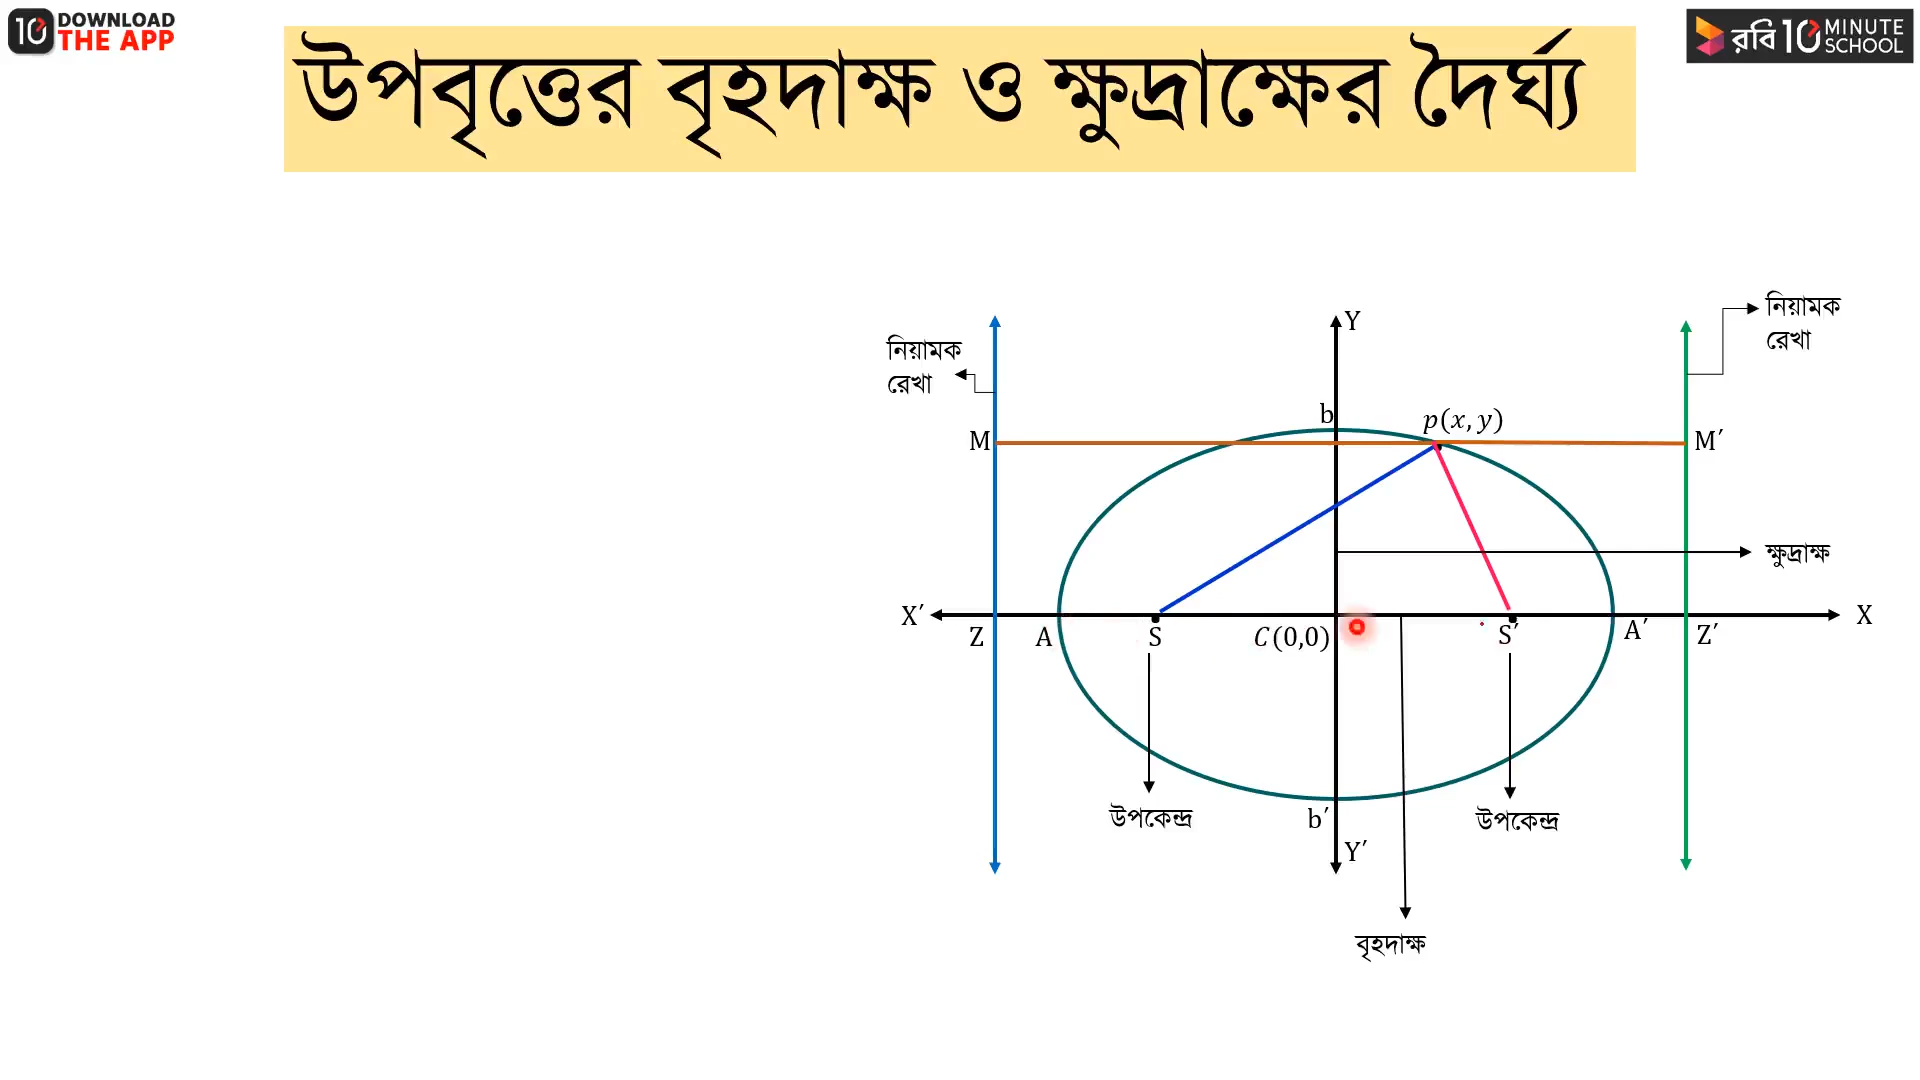 10 DOWNLOAD
THE APP
রবি 10 MINUTE
SCHOOL
উপবৃত্তের বৃহদাক্ষ ও ক্ষুদ্রাক্ষের দৈর্ঘ্য
নিয়ামক
রেখা
Y
নিয়ামক
রেখা
b
p(x, y)
M
M′
ক্ষুদ্রাক্ষ
X′
X
Z
A
S
C(0,0)
S′
A′
Z′
উপকেন্দ্র
b′
উপকেন্দ্র
Y′
বৃহদাক্ষ